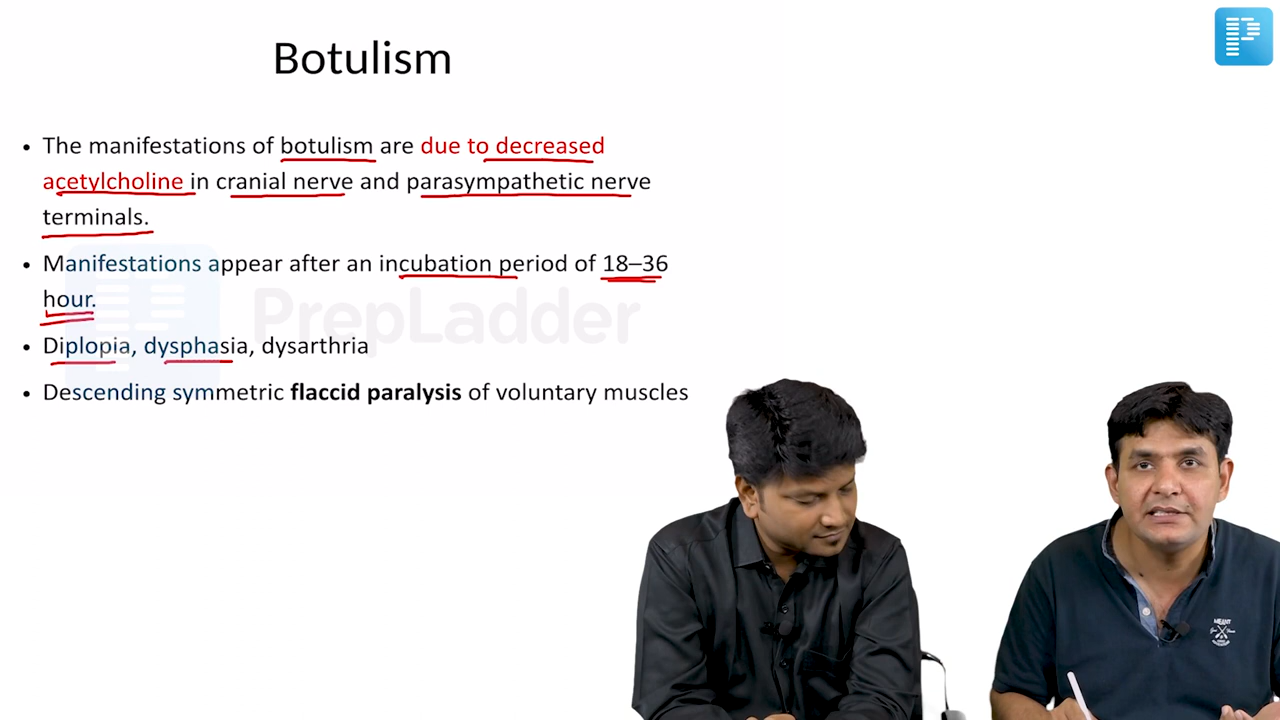 Botulism
• The manifestations of botulism are due to decreased
acetylcholine in cranial nerve and parasympathetic nerve
terminals.
• Manifestations appear after an incubation period of 18–36
hour.
• Diplopia, dysphasia, dysarthria
• Descending symmetric flaccid paralysis of voluntary muscles
PrepLadder